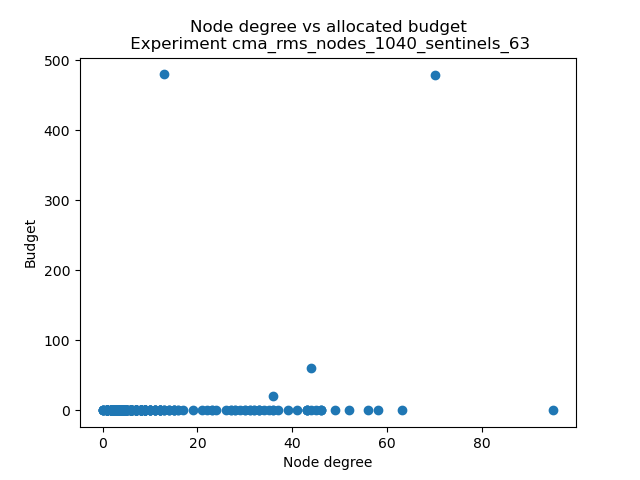 Node degree vs allocated budget
Experiment cma_rms_nodes_1040_sentinels_63
500
400
300
200
100
0
Budget
0 20 40 60 80
Node degree